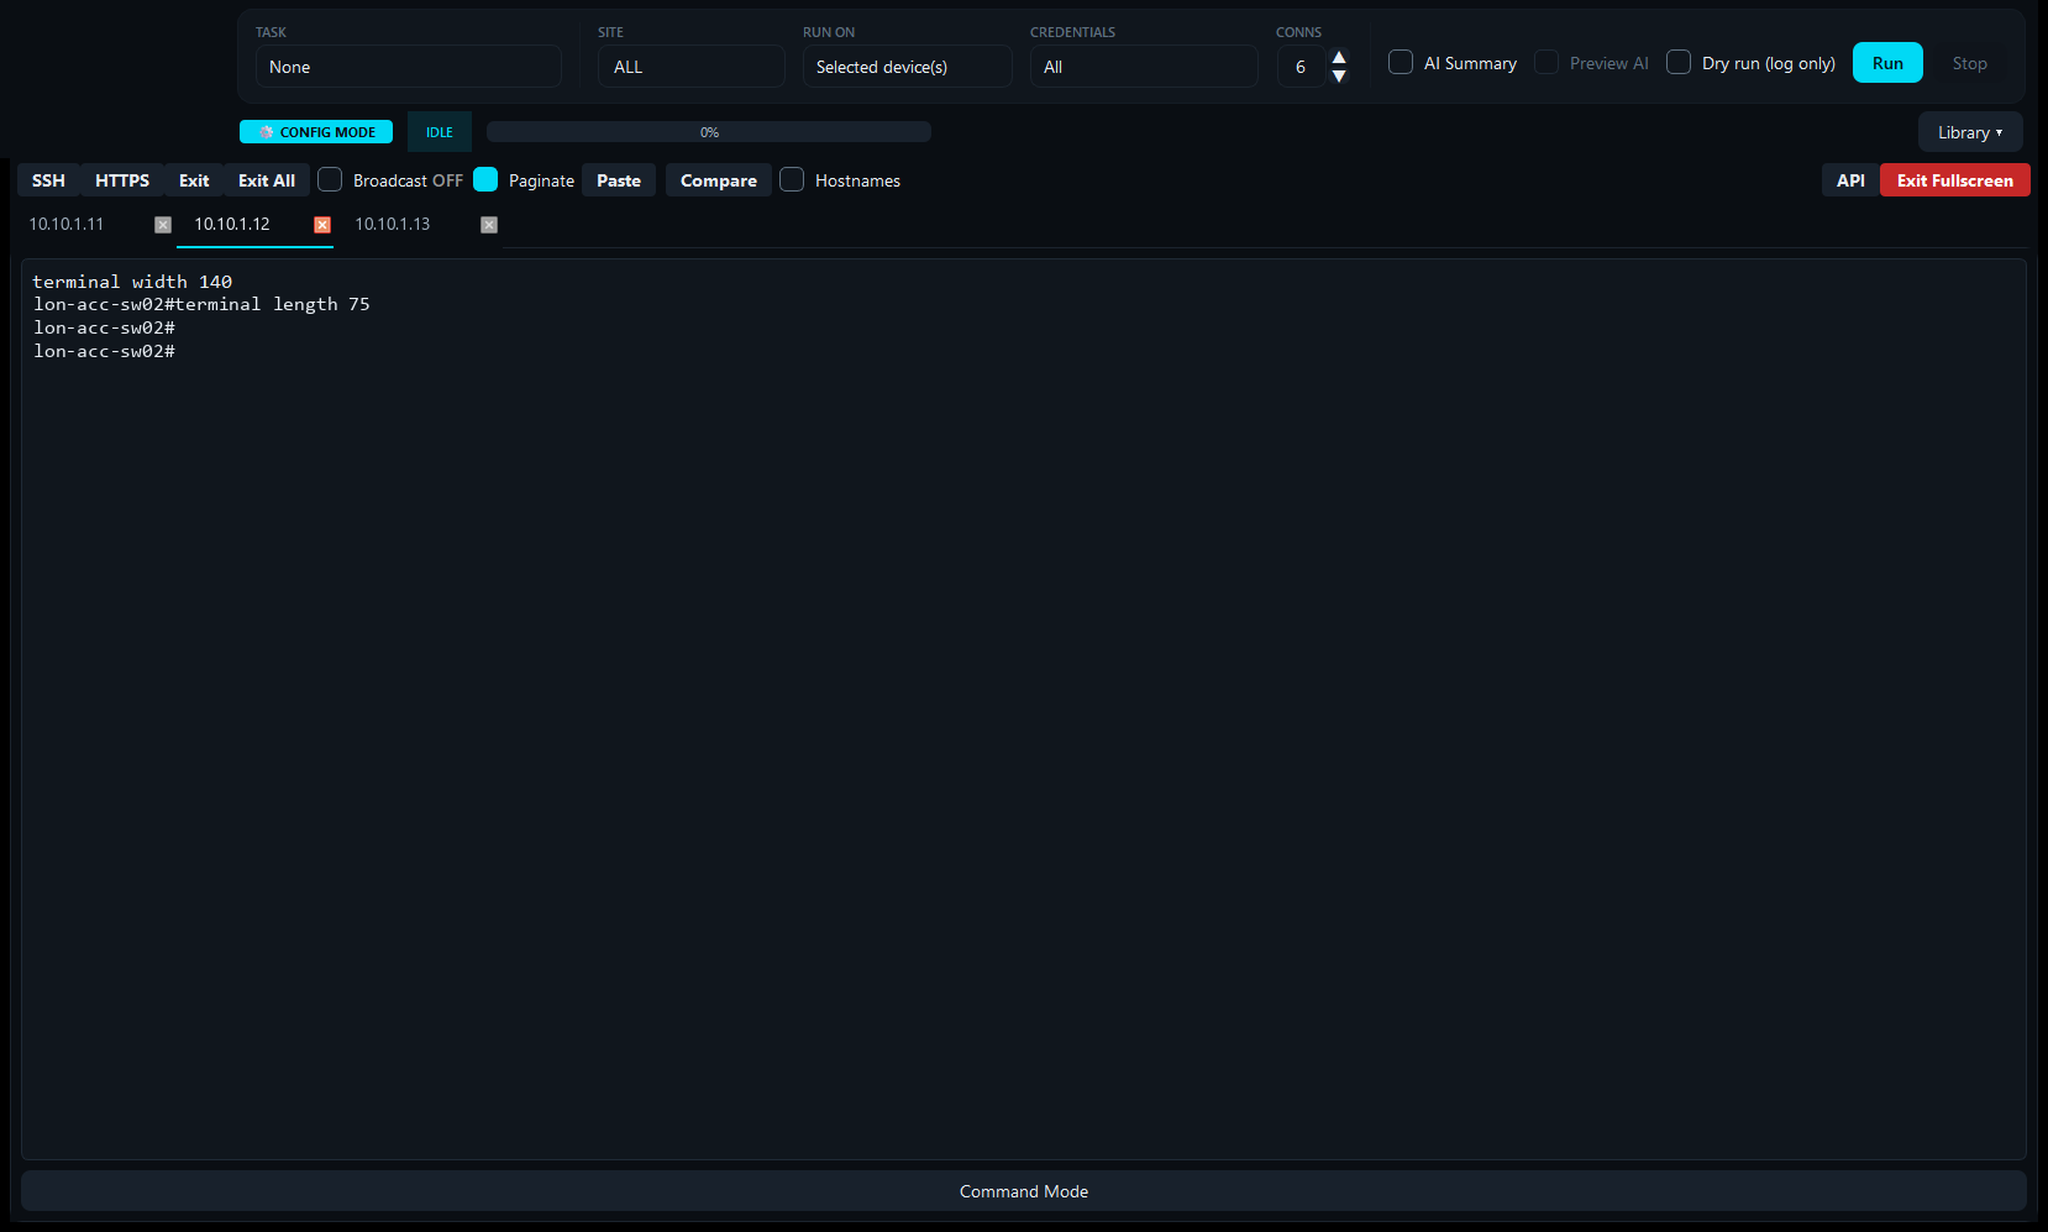 TASK SITE RUN ON CREDENTIALS CONNS
None ALL Selected device(s) All 6 AI Summary Preview AI Dry run (log only) Run Stop
CONFIG MODE IDLE 0% Library
SSH HTTPS Exit Exit All Broadcast OFF Paginate Paste Compare Hostnames API Exit Fullscreen
10.10.1.11 10.10.1.12 10.10.1.13
terminal width 140
lon-acc-sw02#terminal length 75
lon-acc-sw02#
lon-acc-sw02#
Command Mode